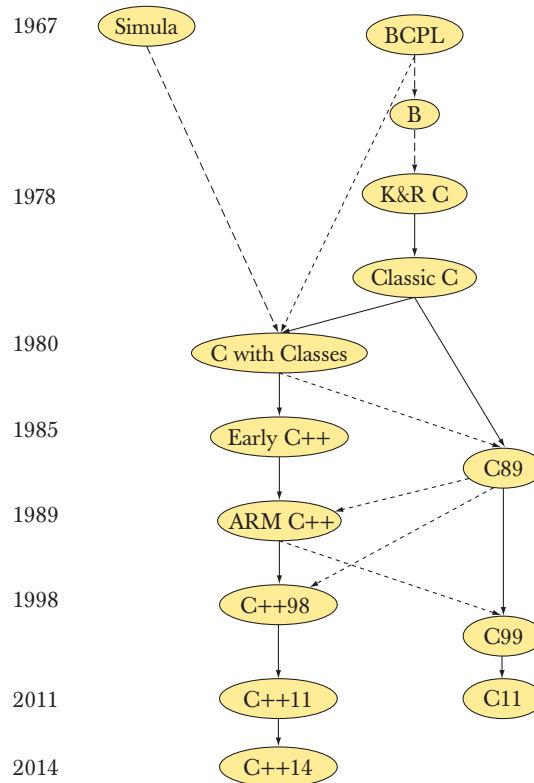 1967
Simula
BCPL
B
1978
K&R C
Classic C
1980
C with Classes
1985
Early C++
C89
1989
ARM C++
1998
C++98
C99
2011
C++11
C11
2014
C++14